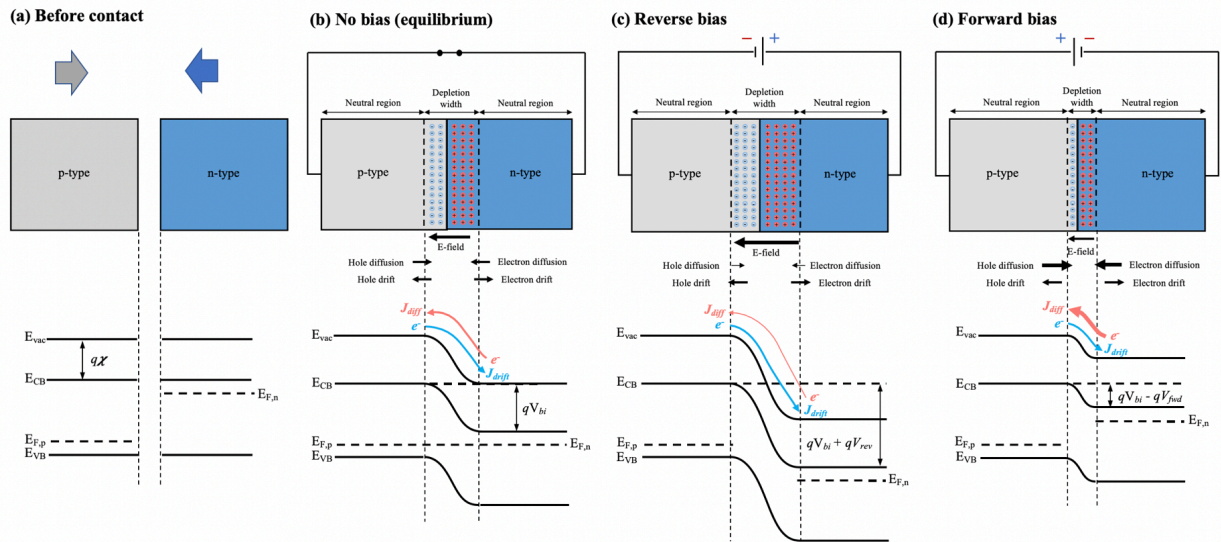 (a) Before contact
p-type
n-type
E_vac
qχ
E_CB
E_F,n
E_F,p
E_VB
(b) No bias (equilibrium)
Depletion
width
Neutral region
Neutral region
p-type
n-type
E-field
Hole diffusion
Electron diffusion
Hole drift
Electron drift
J_diff
e⁻
E_vac
e⁻
J_drift
E_CB
qV_bi
E_F,p
E_F,n
E_VB
(c) Reverse bias
− +
Depletion
width
Neutral region
Neutral region
p-type
n-type
E-field
Hole diffusion
Electron diffusion
Hole drift
Electron drift
J_diff
e⁻
E_vac
E_CB
e⁻
J_drift
qV_bi + qV_rev
E_F,p
E_VB
E_F,n
(d) Forward bias
+ −
Depletion
width
Neutral region
Neutral region
p-type
n-type
E-field
Hole diffusion
Electron diffusion
Hole drift
Electron drift
J_diff
e⁻
e⁻
E_vac
J_drift
E_CB
qV_bi - qV_fwd
E_F,n
E_F,p
E_VB